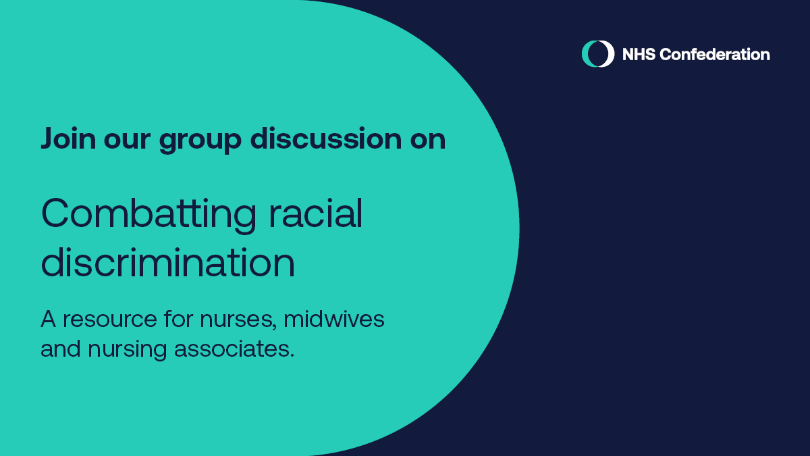 NHS Confederation
Join our group discussion on
Combatting racial
discrimination
A resource for nurses, midwives
and nursing associates.